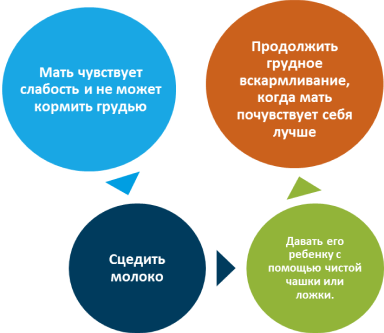 Мать чувствует
слабость и не может
кормить грудью
Сцедить
молоко
Давать его
ребенку с
помощью чистой
чашки или
ложки.
Продолжить
грудное
вскармливание,
когда мать
почувствует себя
лучше